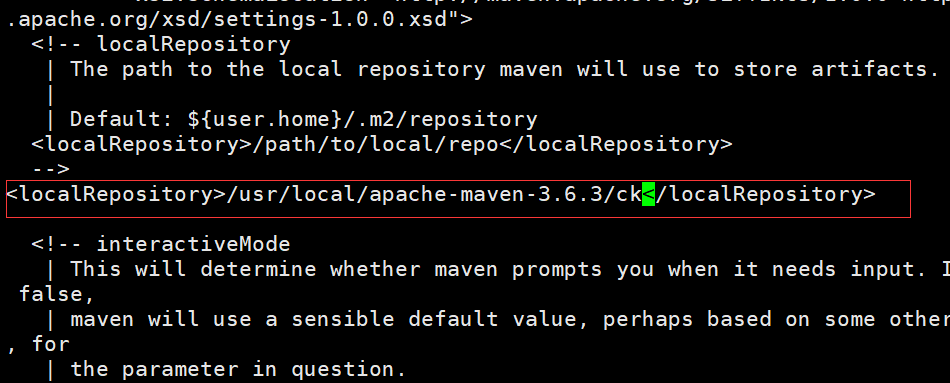 .apache.org/xsd/settings-1.0.0.xsd">
<!-- localRepository
| The path to the local repository maven will use to store artifacts.
|
| Default: ${user.home}/.m2/repository
<localRepository>/path/to/local/repo</localRepository>
-->
<localRepository>/usr/local/apache-maven-3.6.3/ck</localRepository>
<!-- interactiveMode
| This will determine whether maven prompts you when it needs input. I
false,
| maven will use a sensible default value, perhaps based on some other
, for
| the parameter in question.